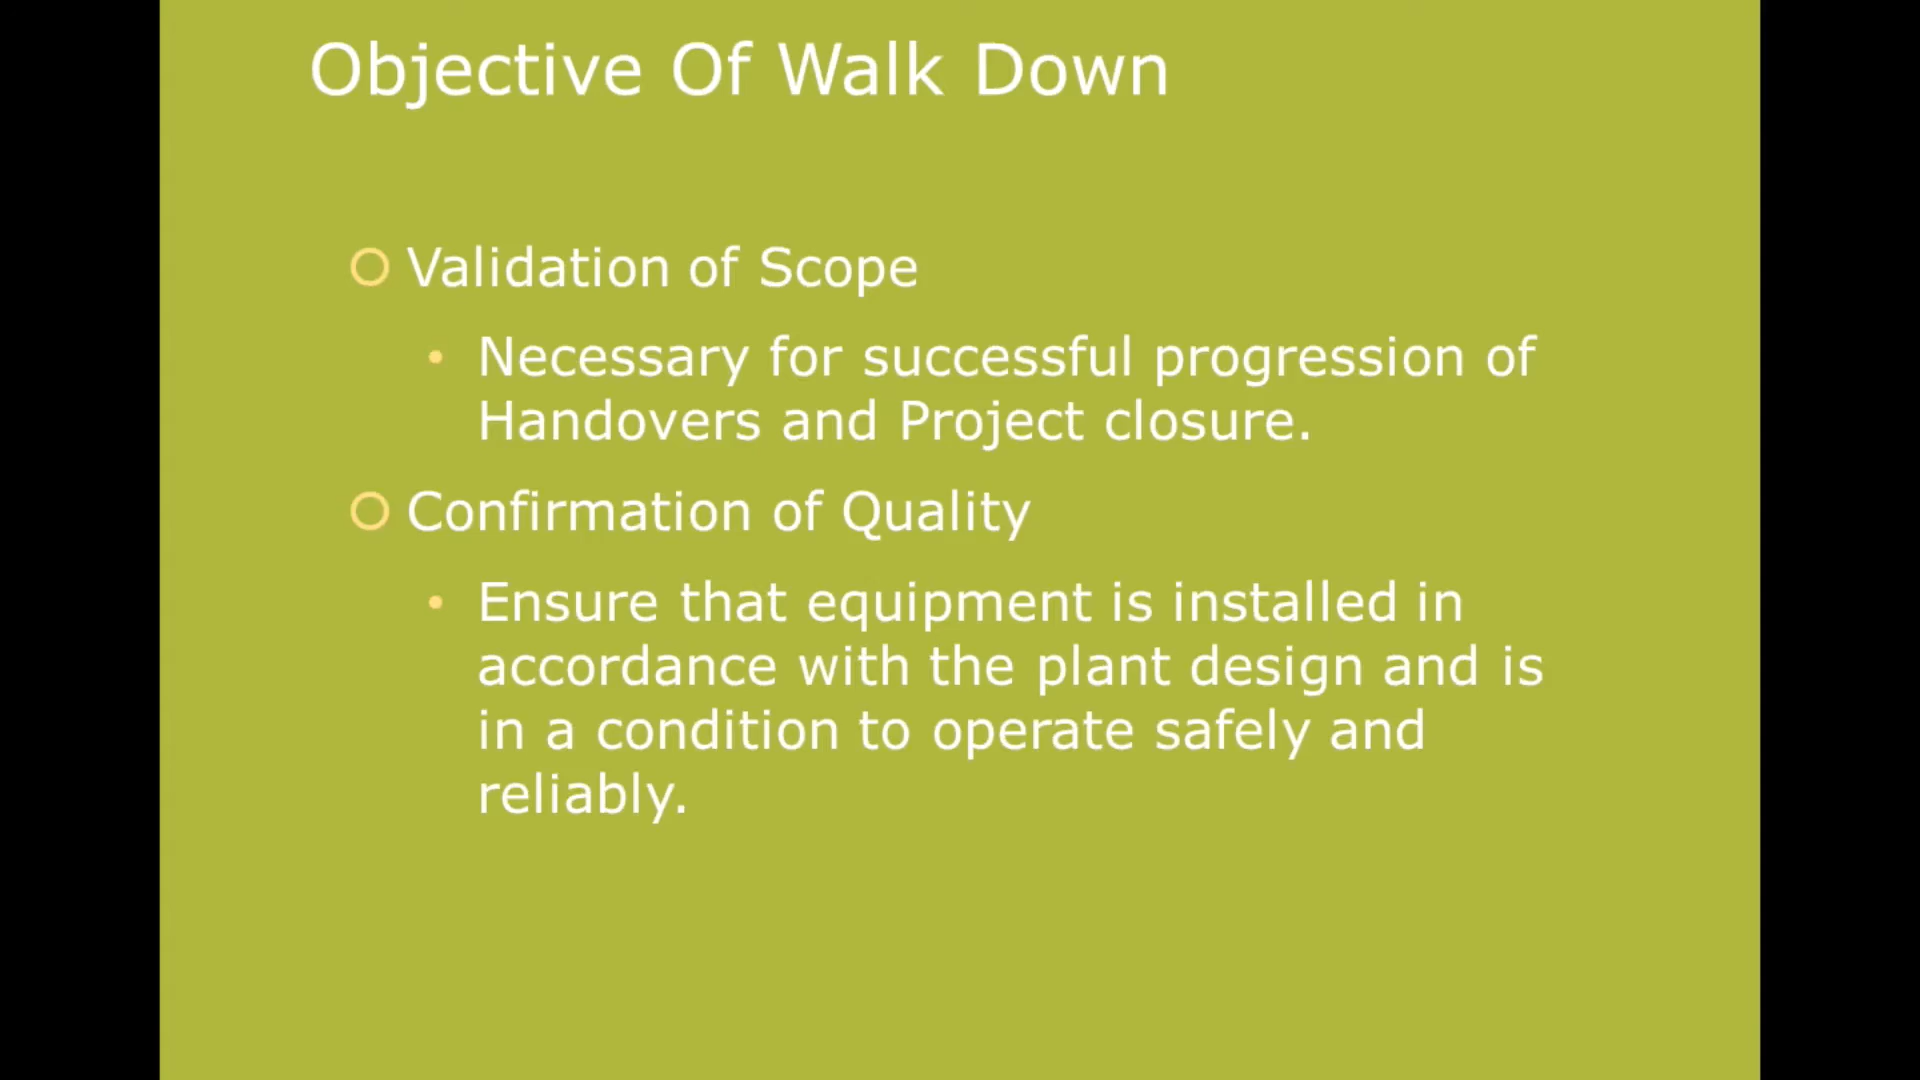 Objective Of Walk Down
Validation of Scope
• Necessary for successful progression of
Handovers and Project closure.
Confirmation of Quality
• Ensure that equipment is installed in
accordance with the plant design and is
in a condition to operate safely and
reliably.